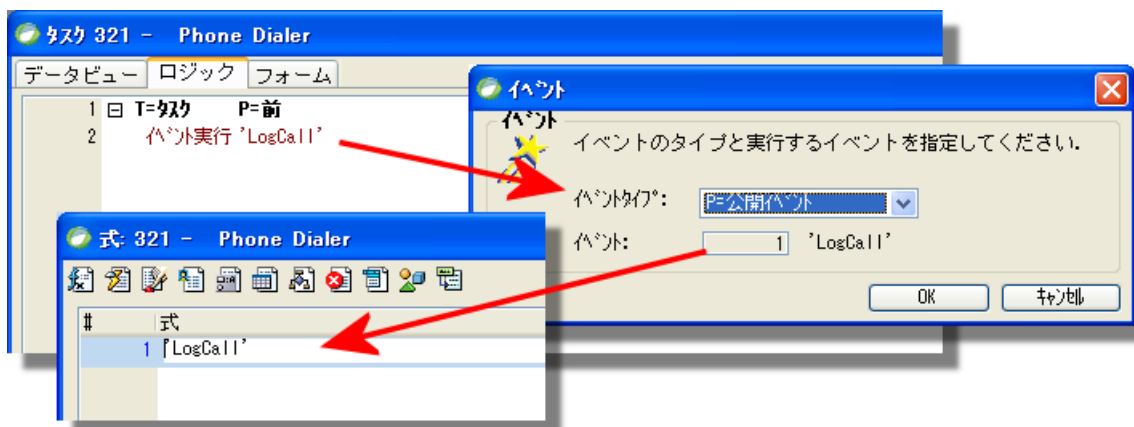 ﾀｽｸ 321 - Phone Dialer
データビュー ロジック フォーム
1 T=ﾀｽｸ P=前
2 ｲﾍﾞﾝﾄ実行 'LogCall'
ｲﾍﾞﾝﾄ
ｲﾍﾞﾝﾄ
イベントのタイプと実行するイベントを指定してください.
ｲﾍﾞﾝﾄﾀｲﾌﾟ: P=公開ｲﾍﾞﾝﾄ
ｲﾍﾞﾝﾄ: 1 'LogCall'
OK ｷｬﾝｾﾙ
式: 321 - Phone Dialer
# 式
1 'LogCall'